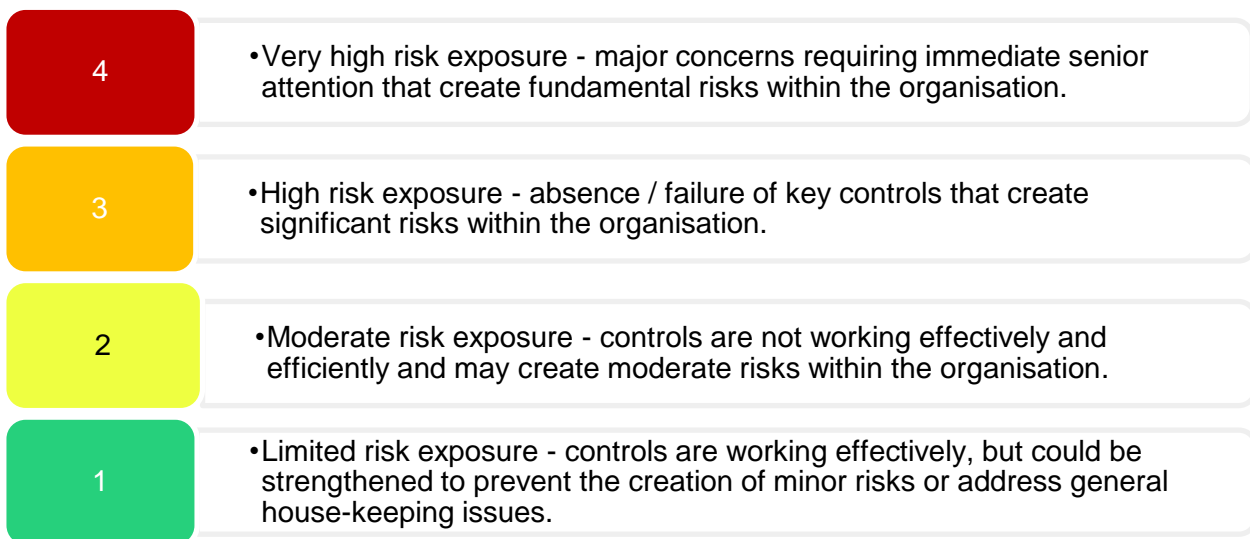 4
•Very high risk exposure - major concerns requiring immediate senior
attention that create fundamental risks within the organisation.
3
•High risk exposure - absence / failure of key controls that create
significant risks within the organisation.
2
•Moderate risk exposure - controls are not working effectively and
efficiently and may create moderate risks within the organisation.
1
•Limited risk exposure - controls are working effectively, but could be
strengthened to prevent the creation of minor risks or address general
house-keeping issues.